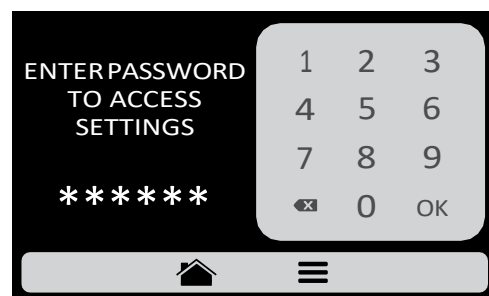 ENTER PASSWORD
TO ACCESS
SETTINGS
******
1 2 3
4 5 6
7 8 9
0 OK